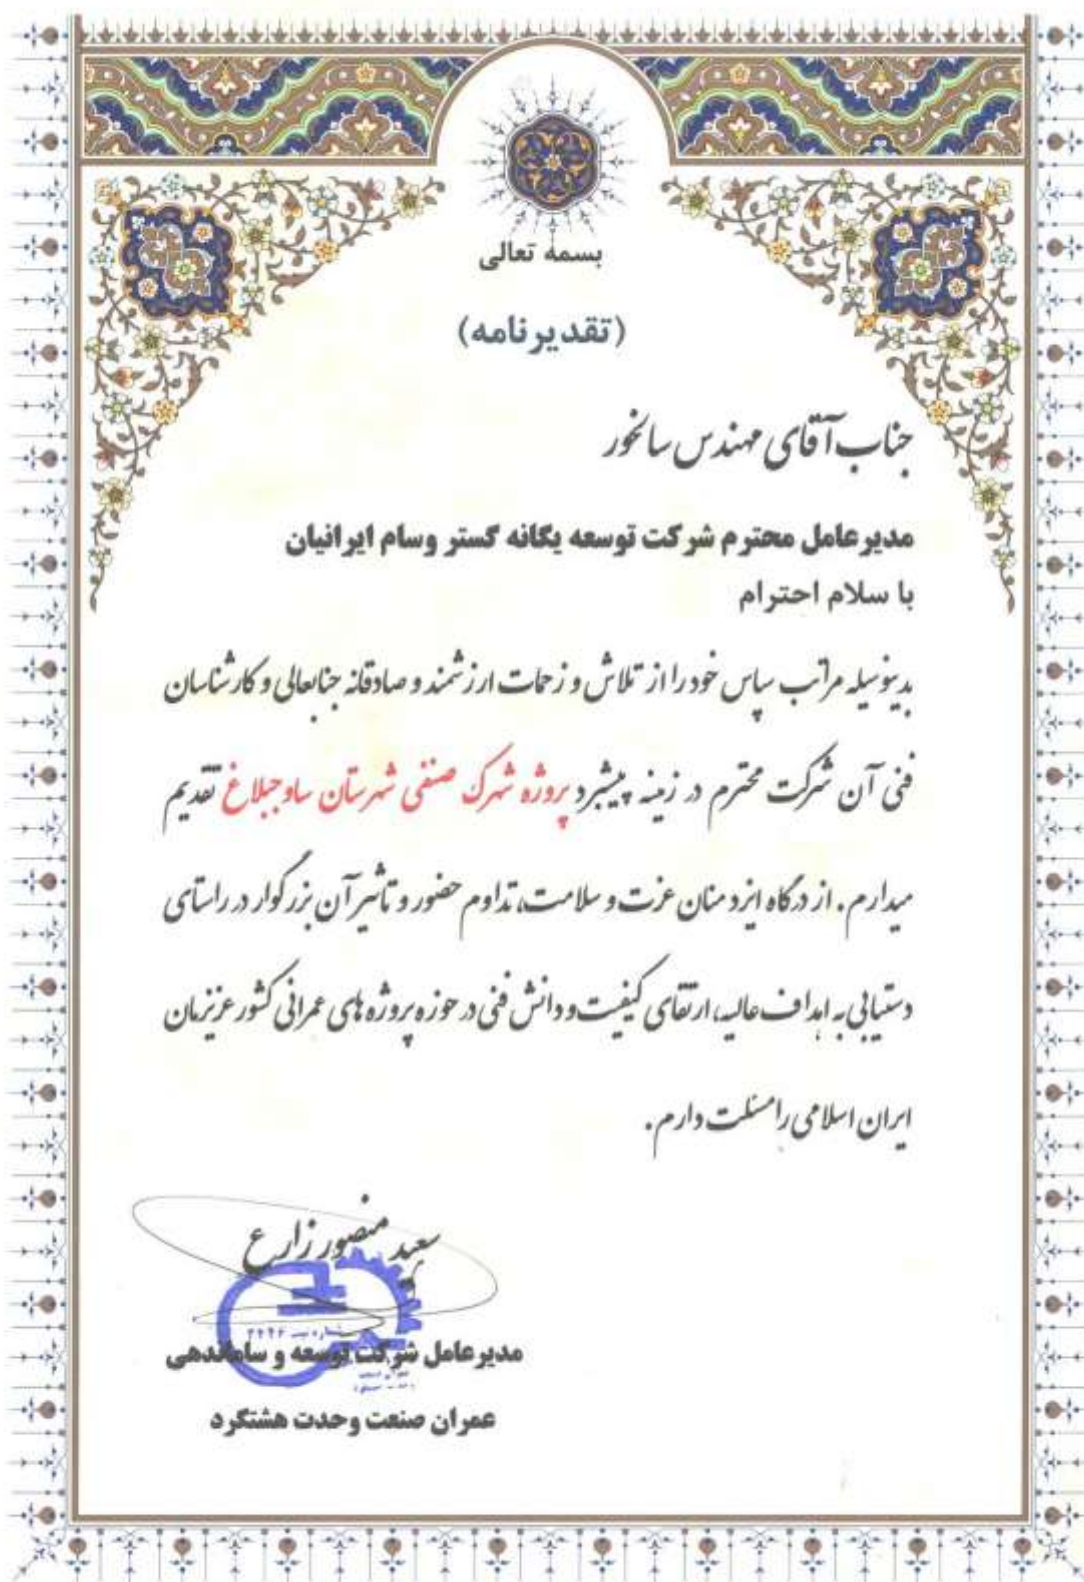 بسمه تعالی
(تقدیرنامه)
جناب آقای مهندس سالخور
مدیرعامل محترم شرکت توسعه یگانه گستر وسام ایرانیان
با سلام احترام
بدینوسیله مراتب سپاس خود را از تلاش و زحمات ارزشمند و صادقانه جنابعالی و کارشناسان
فنی آن شرکت محترم در زمینه پیشبرد پروژه شهرک صنفی شهرستان ساوجبلاغ تقدیم
میدارم. از درگاه ایزد منان عزت و سلامت، تداوم حضور و تاثیر آن بزرگوار در راستای
دستیابی به اهداف عالیه، ارتقای کیفیت و دانش فنی در حوزه پروژه های عمرانی کشور عزیزمان
ایران اسلامی را مسئلت دارم.
سعید منصور زارع
مدیرعامل شرکت توسعه و ساماندهی
عمران صنعت وحدت هشتگرد